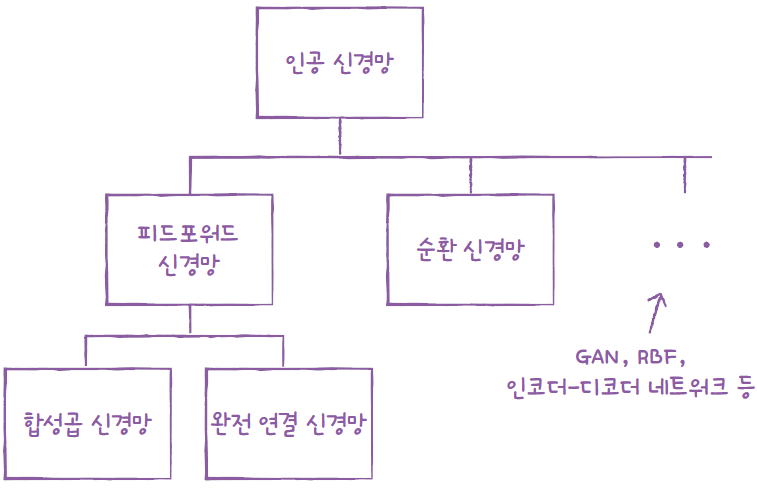 인공 신경망
피드포워드
신경망
순환 신경망
...
GAN, RBF,
인코더-디코더 네트워크 등
합성곱 신경망
완전 연결 신경망